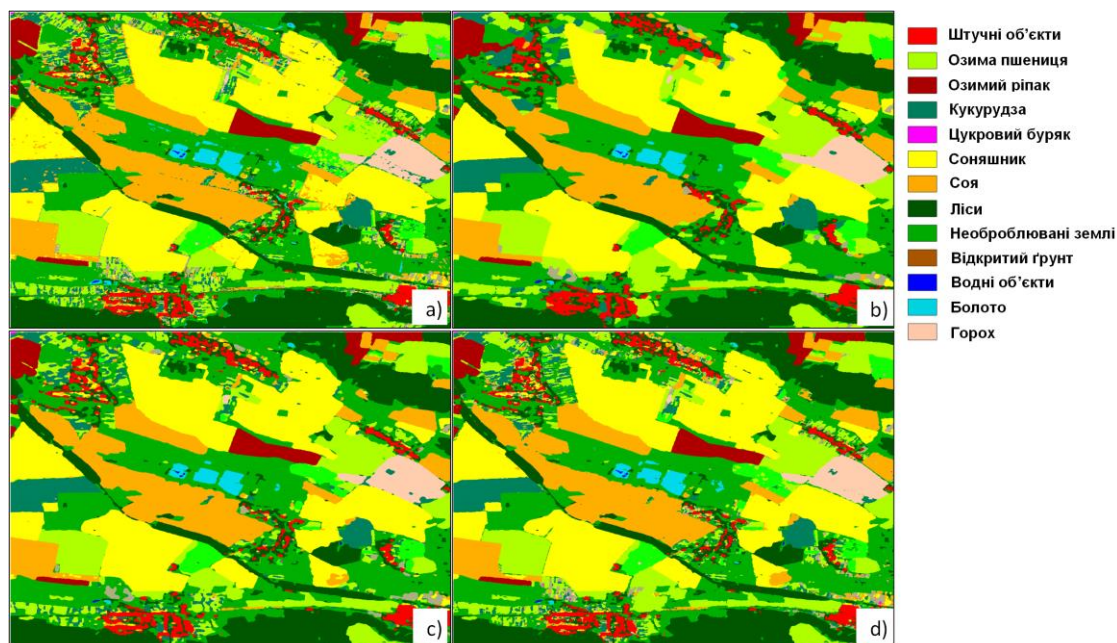 Штучні об’єкти
Озима пшениця
Озимий ріпак
Кукурудза
Цукровий буряк
Соняшник
Соя
Ліси
Необроблювані землі
Відкритий ґрунт
Водні об’єкти
Болото
Горох
a)
b)
c)
d)